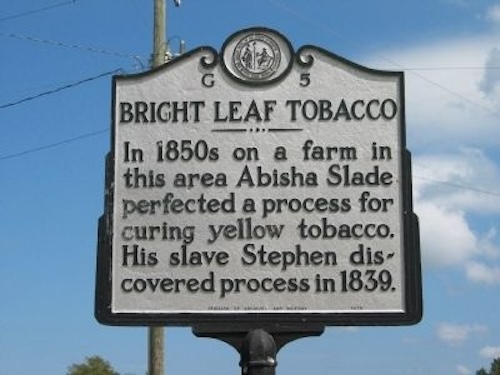 G 5
BRIGHT LEAF TOBACCO
In 1850s on a farm in
this area Abisha Slade
perfected a process for
curing yellow tobacco.
His slave Stephen dis-
covered process in 1839.